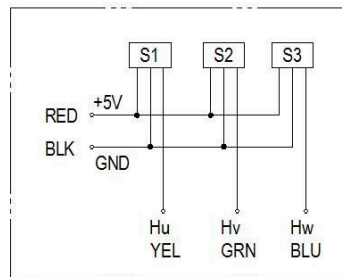 S1 S2 S3
+5V
RED
BLK
GND
Hu Hv Hw
YEL GRN BLU